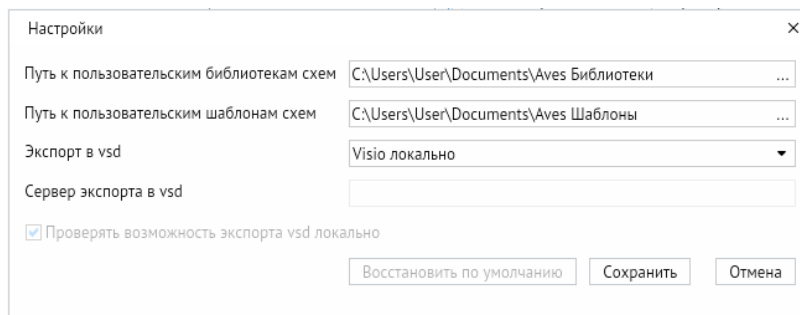 Настройки
Путь к пользовательским библиотекам схем C:\Users\User\Documents\Aves Библиотеки ...
Путь к пользовательским шаблонам схем C:\Users\User\Documents\Aves Шаблоны ...
Экспорт в vsd Visio локально
Сервер экспорта в vsd
Проверять возможность экспорта vsd локально
Восстановить по умолчанию Сохранить Отмена